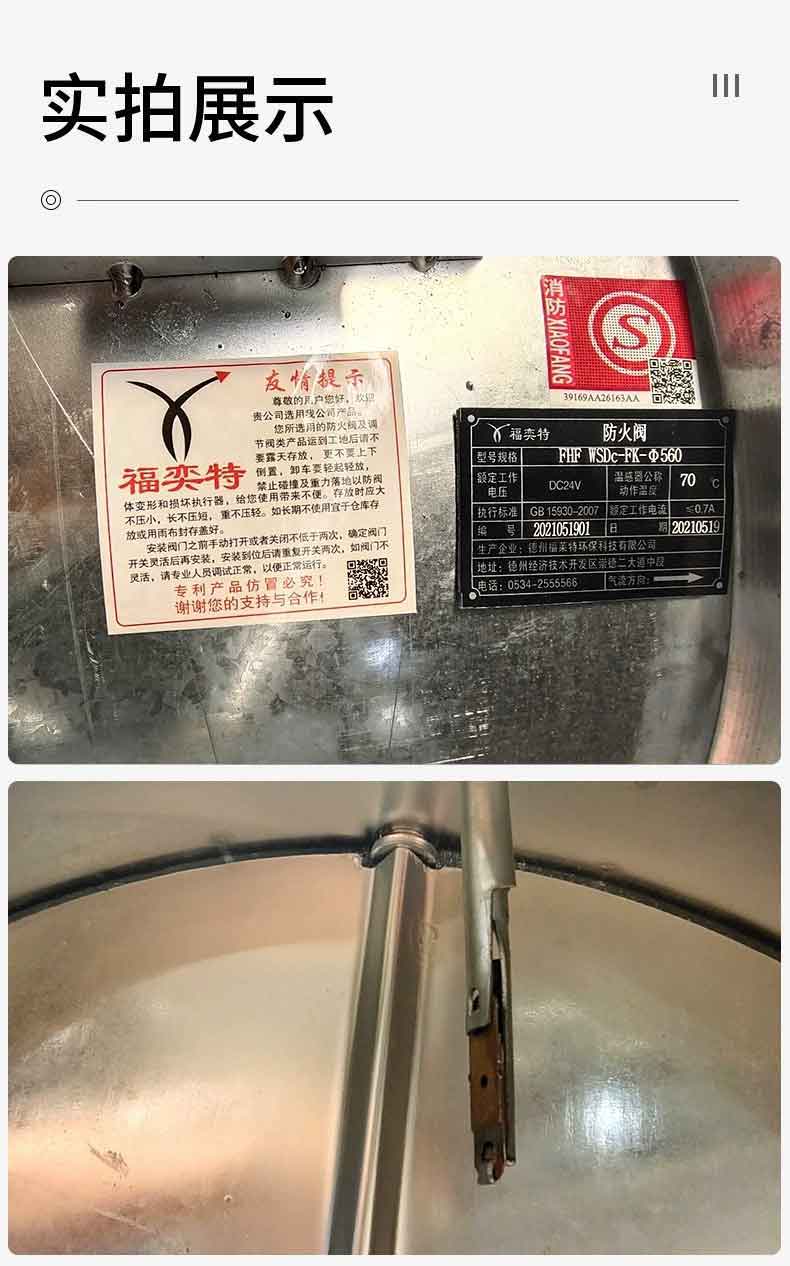 实拍展示
消防XIAOFANG
S
39169AA26163AA
友情提示
尊敬的用户您好，欢迎
贵公司选用我公司产品。
您所选用的防火阀及调
节阀类产品运到工地后请不
要露天存放，更不要上下
倒置，卸车要轻起轻放，
福奕特
禁止碰撞及重力落地以防阀
体变形和损坏执行器，给您使用带来不便。存放时应大
不压小，长不压短，重不压轻。如长期不使用宜于仓库存
放或用雨布封存盖好。
安装阀门之前手动打开或者关闭不低于两次，确定阀门
开关灵活后再安装，安装到位后请重复开关两次，如阀门不
灵活，请专业人员调试正常，以便正常运行。
专利产品仿冒必究！
谢谢您的支持与合作！
福奕特 防火阀
型号规格 FHF WSDc-FK-Φ560
额定工作电压 DC24V 温感器公称动作温度 70 ℃
执行标准 GB 15930-2007 额定工作电流 ≤0.7A
编号 2021051901 日期 20210519
生产企业：德州福莱特环保科技有限公司
地址：德州经济技术开发区崇德二大道中段
电话：0534-2555566 气流方向：